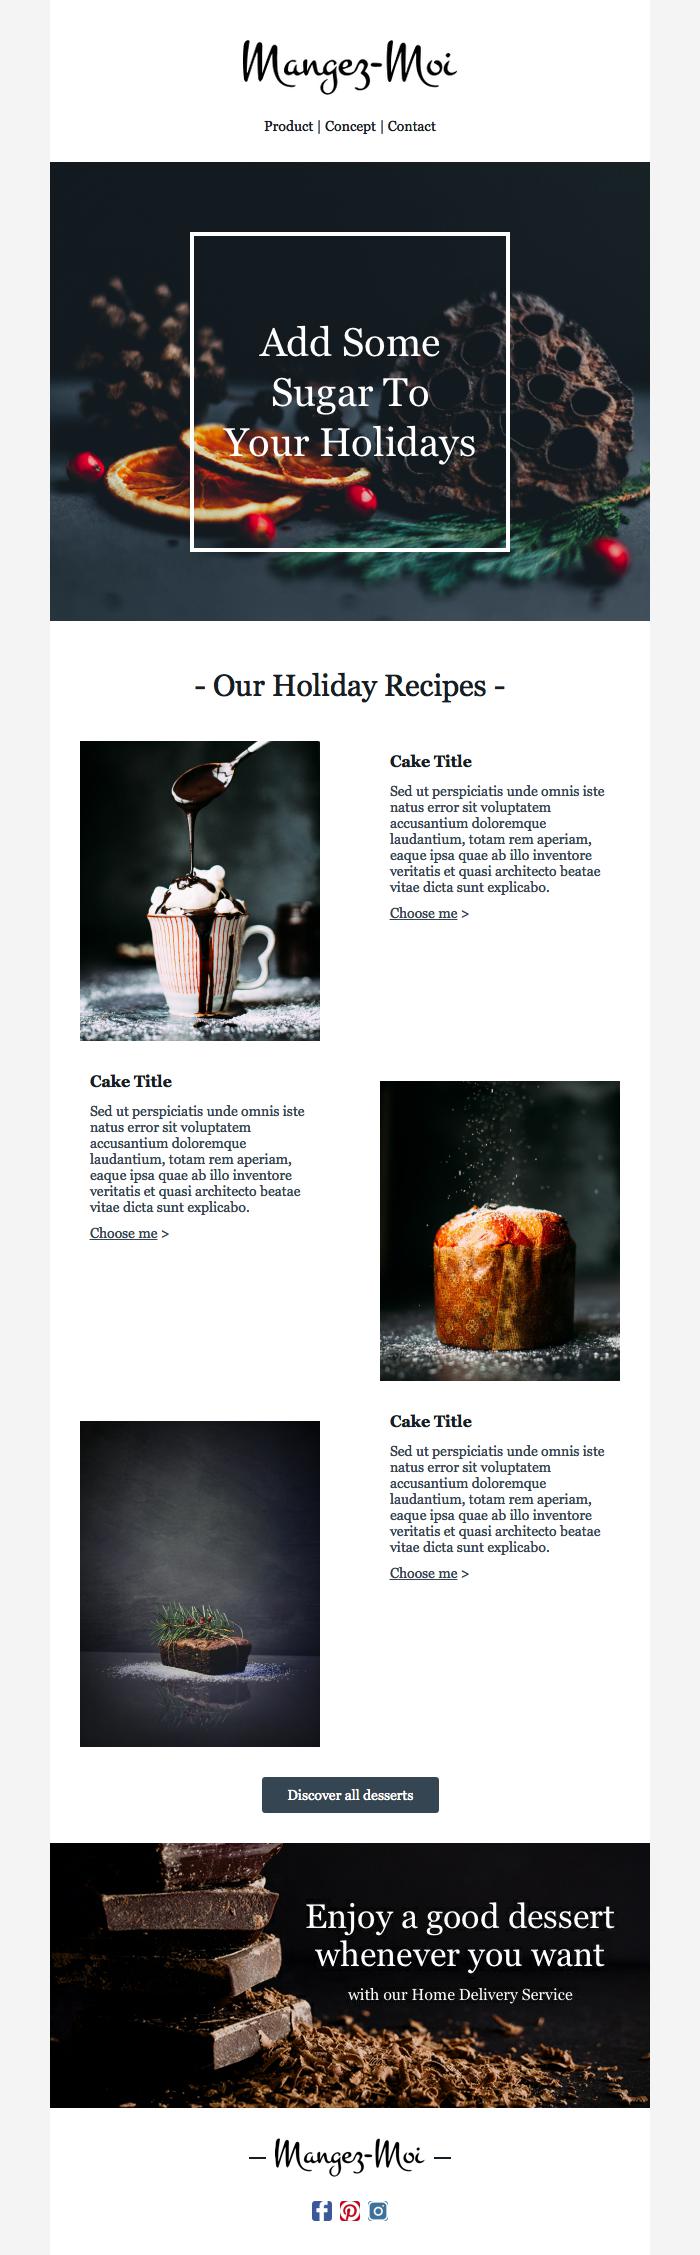 Mangez-Moi
Product | Concept | Contact
Add Some
Sugar To
Your Holidays
- Our Holiday Recipes -
Cake Title
Sed ut perspiciatis unde omnis iste
natus error sit voluptatem
accusantium doloremque
laudantium, totam rem aperiam,
eaque ipsa quae ab illo inventore
veritatis et quasi architecto beatae
vitae dicta sunt explicabo.
Choose me >
Cake Title
Sed ut perspiciatis unde omnis iste
natus error sit voluptatem
accusantium doloremque
laudantium, totam rem aperiam,
eaque ipsa quae ab illo inventore
veritatis et quasi architecto beatae
vitae dicta sunt explicabo.
Choose me >
Cake Title
Sed ut perspiciatis unde omnis iste
natus error sit voluptatem
accusantium doloremque
laudantium, totam rem aperiam,
eaque ipsa quae ab illo inventore
veritatis et quasi architecto beatae
vitae dicta sunt explicabo.
Choose me >
Discover all desserts
Enjoy a good dessert
whenever you want
with our Home Delivery Service
— Mangez-Moi —